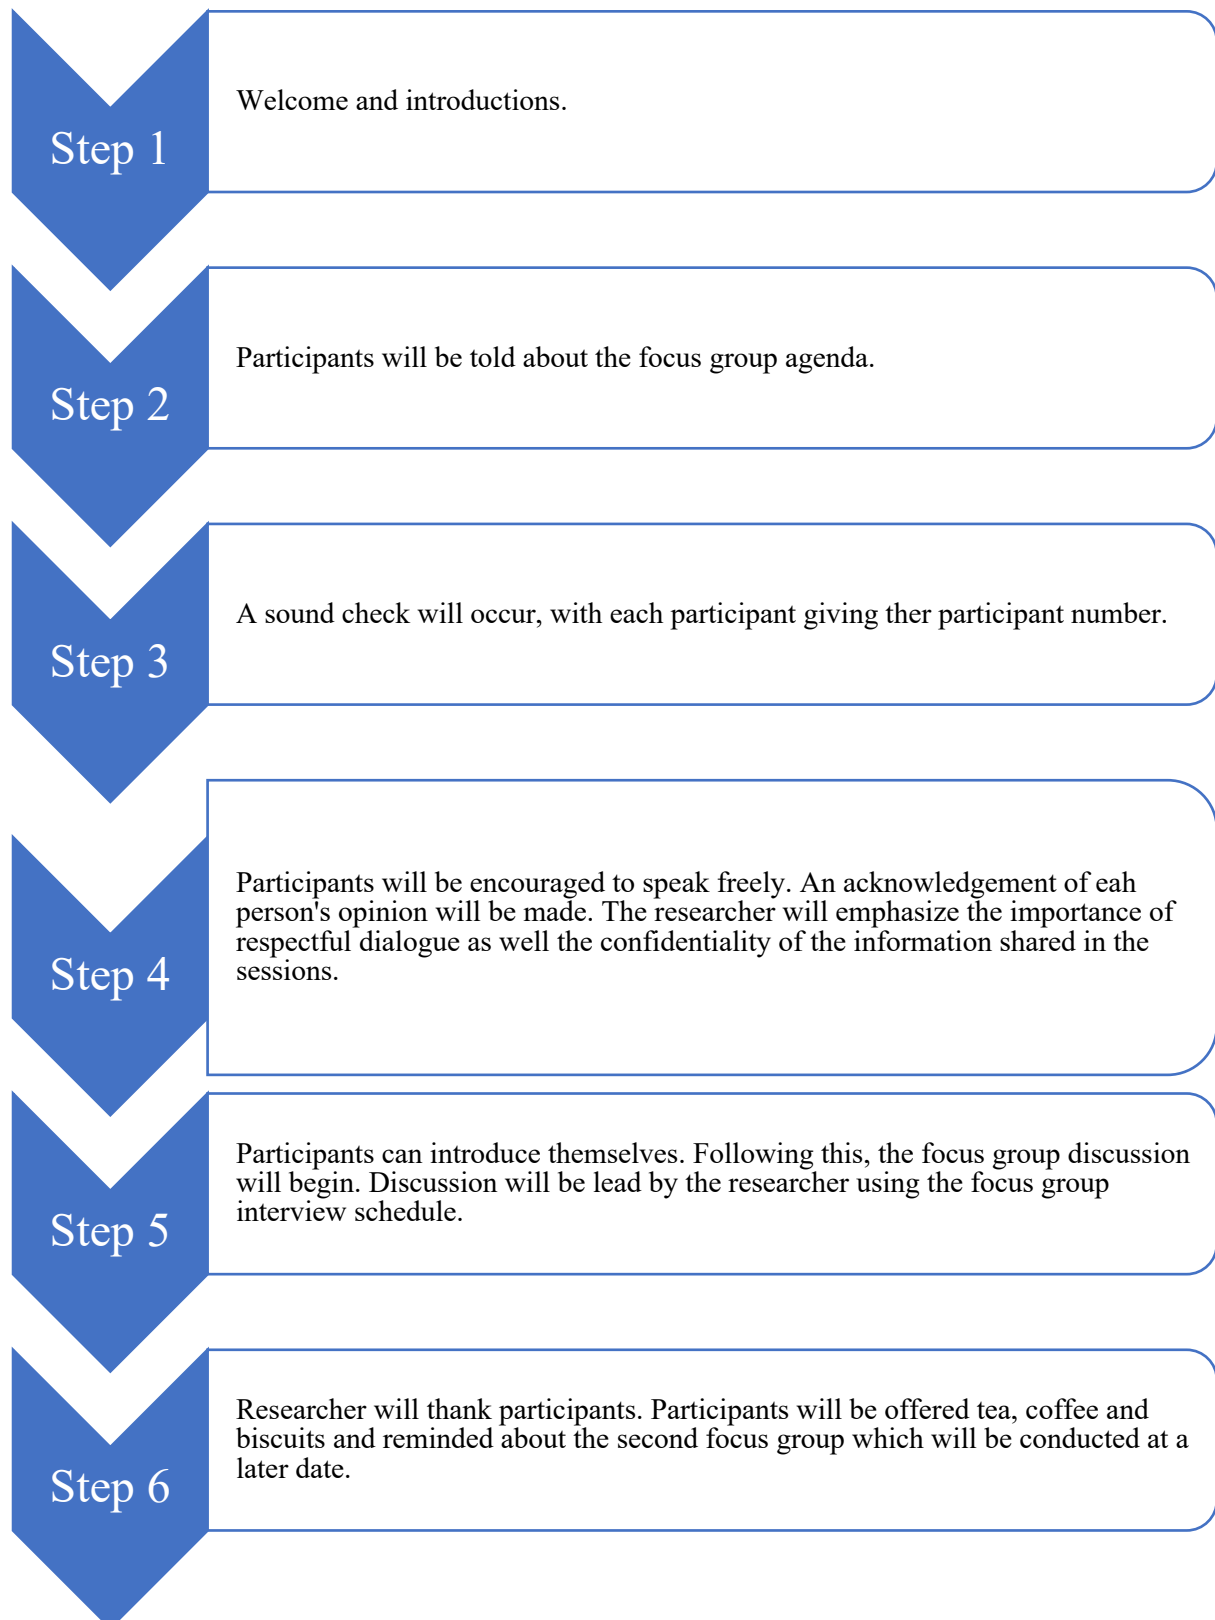 Step 1
Welcome and introductions.
Step 2
Participants will be told about the focus group agenda.
Step 3
A sound check will occur, with each participant giving ther participant number.
Step 4
Participants will be encouraged to speak freely. An acknowledgement of eah
person's opinion will be made. The researcher will emphasize the importance of
respectful dialogue as well the confidentiality of the information shared in the
sessions.
Step 5
Participants can introduce themselves. Following this, the focus group discussion
will begin. Discussion will be lead by the researcher using the focus group
interview schedule.
Step 6
Researcher will thank participants. Participants will be offered tea, coffee and
biscuits and reminded about the second focus group which will be conducted at a
later date.